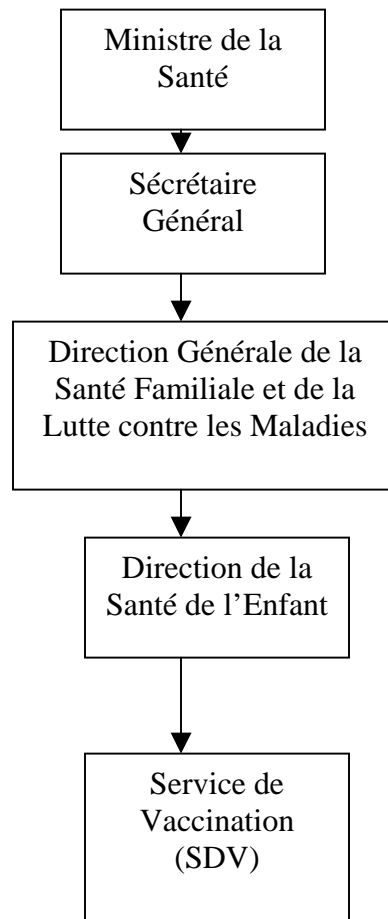 Ministre de la
Santé
Sécrétaire
Général
Direction Générale de la
Santé Familiale et de la
Lutte contre les Maladies
Direction de la
Santé de l’Enfant
Service de
Vaccination
(SDV)